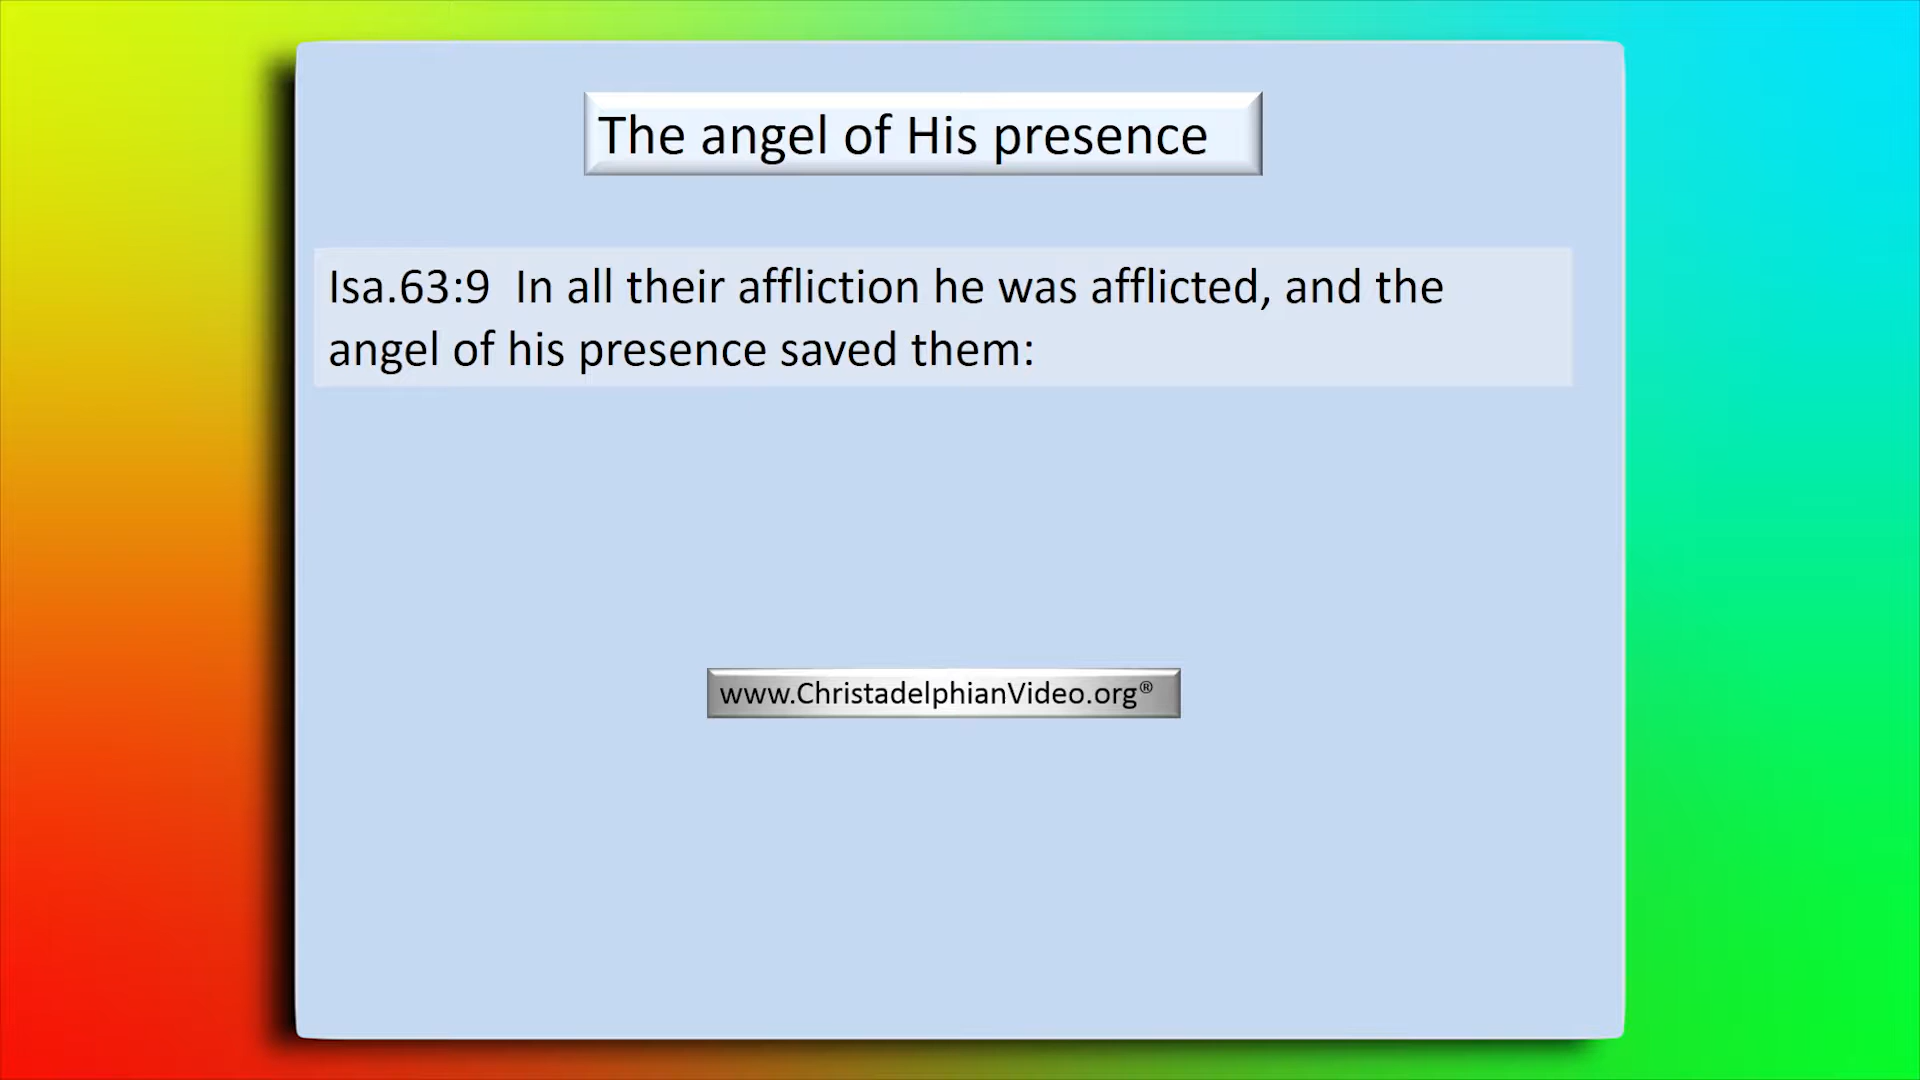 The angel of His presence
Isa.63:9  In all their affliction he was afflicted, and the
angel of his presence saved them:
www.ChristadelphianVideo.org®